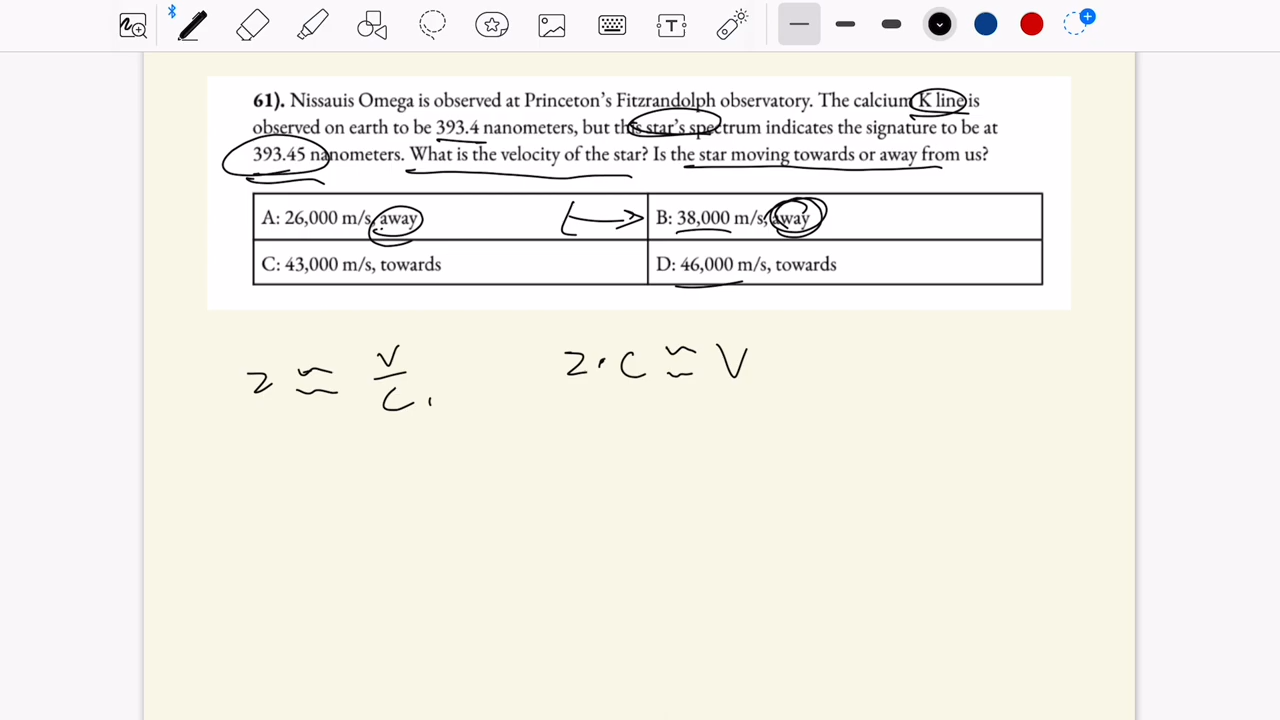 61). Nissauis Omega is observed at Princeton's Fitzrandolph observatory. The calcium K line is
observed on earth to be 393.4 nanometers, but this star's spectrum indicates the signature to be at
393.45 nanometers. What is the velocity of the star? Is the star moving towards or away from us?
A: 26,000 m/s, away
B: 38,000 m/s, away
C: 43,000 m/s, towards
D: 46,000 m/s, towards
z ≈ v/c
z · c ≈ v